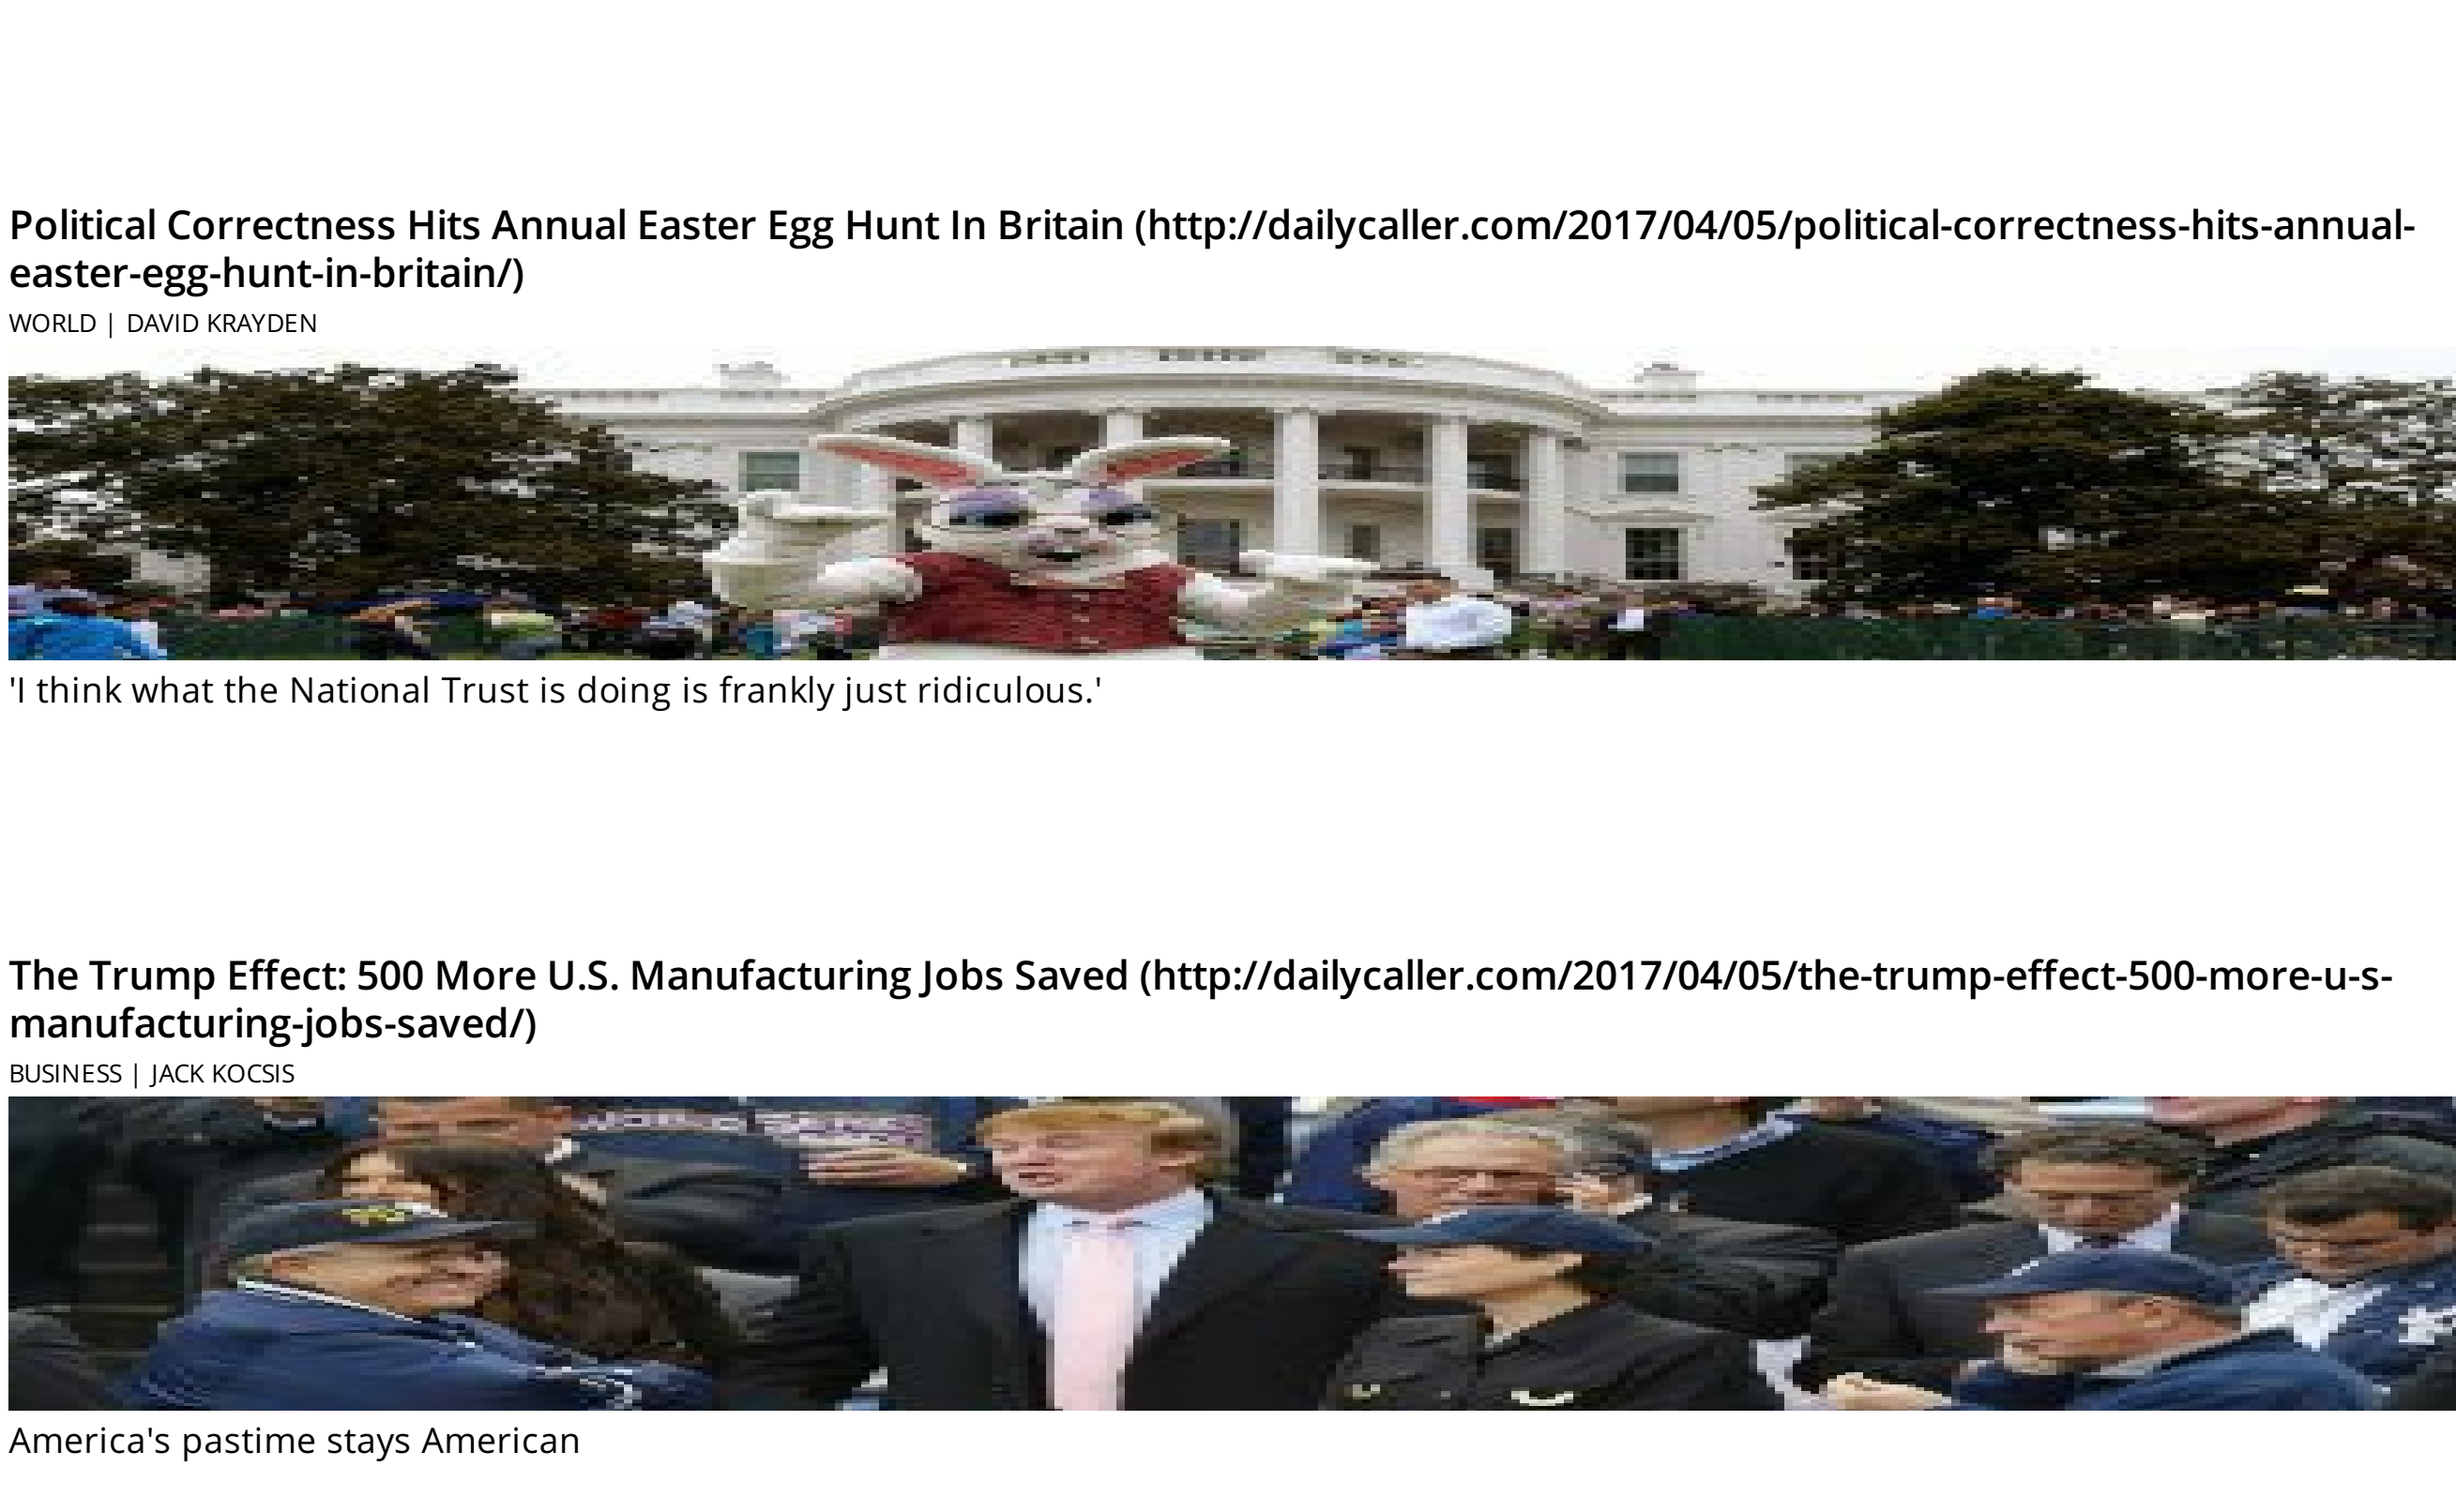 Political Correctness Hits Annual Easter Egg Hunt In Britain (http://dailycaller.com/2017/04/05/political-correctness-hits-annual-
easter-egg-hunt-in-britain/)
WORLD | DAVID KRAYDEN
'I think what the National Trust is doing is frankly just ridiculous.'
The Trump Effect: 500 More U.S. Manufacturing Jobs Saved (http://dailycaller.com/2017/04/05/the-trump-effect-500-more-u-s-
manufacturing-jobs-saved/)
BUSINESS | JACK KOCSIS
America's pastime stays American